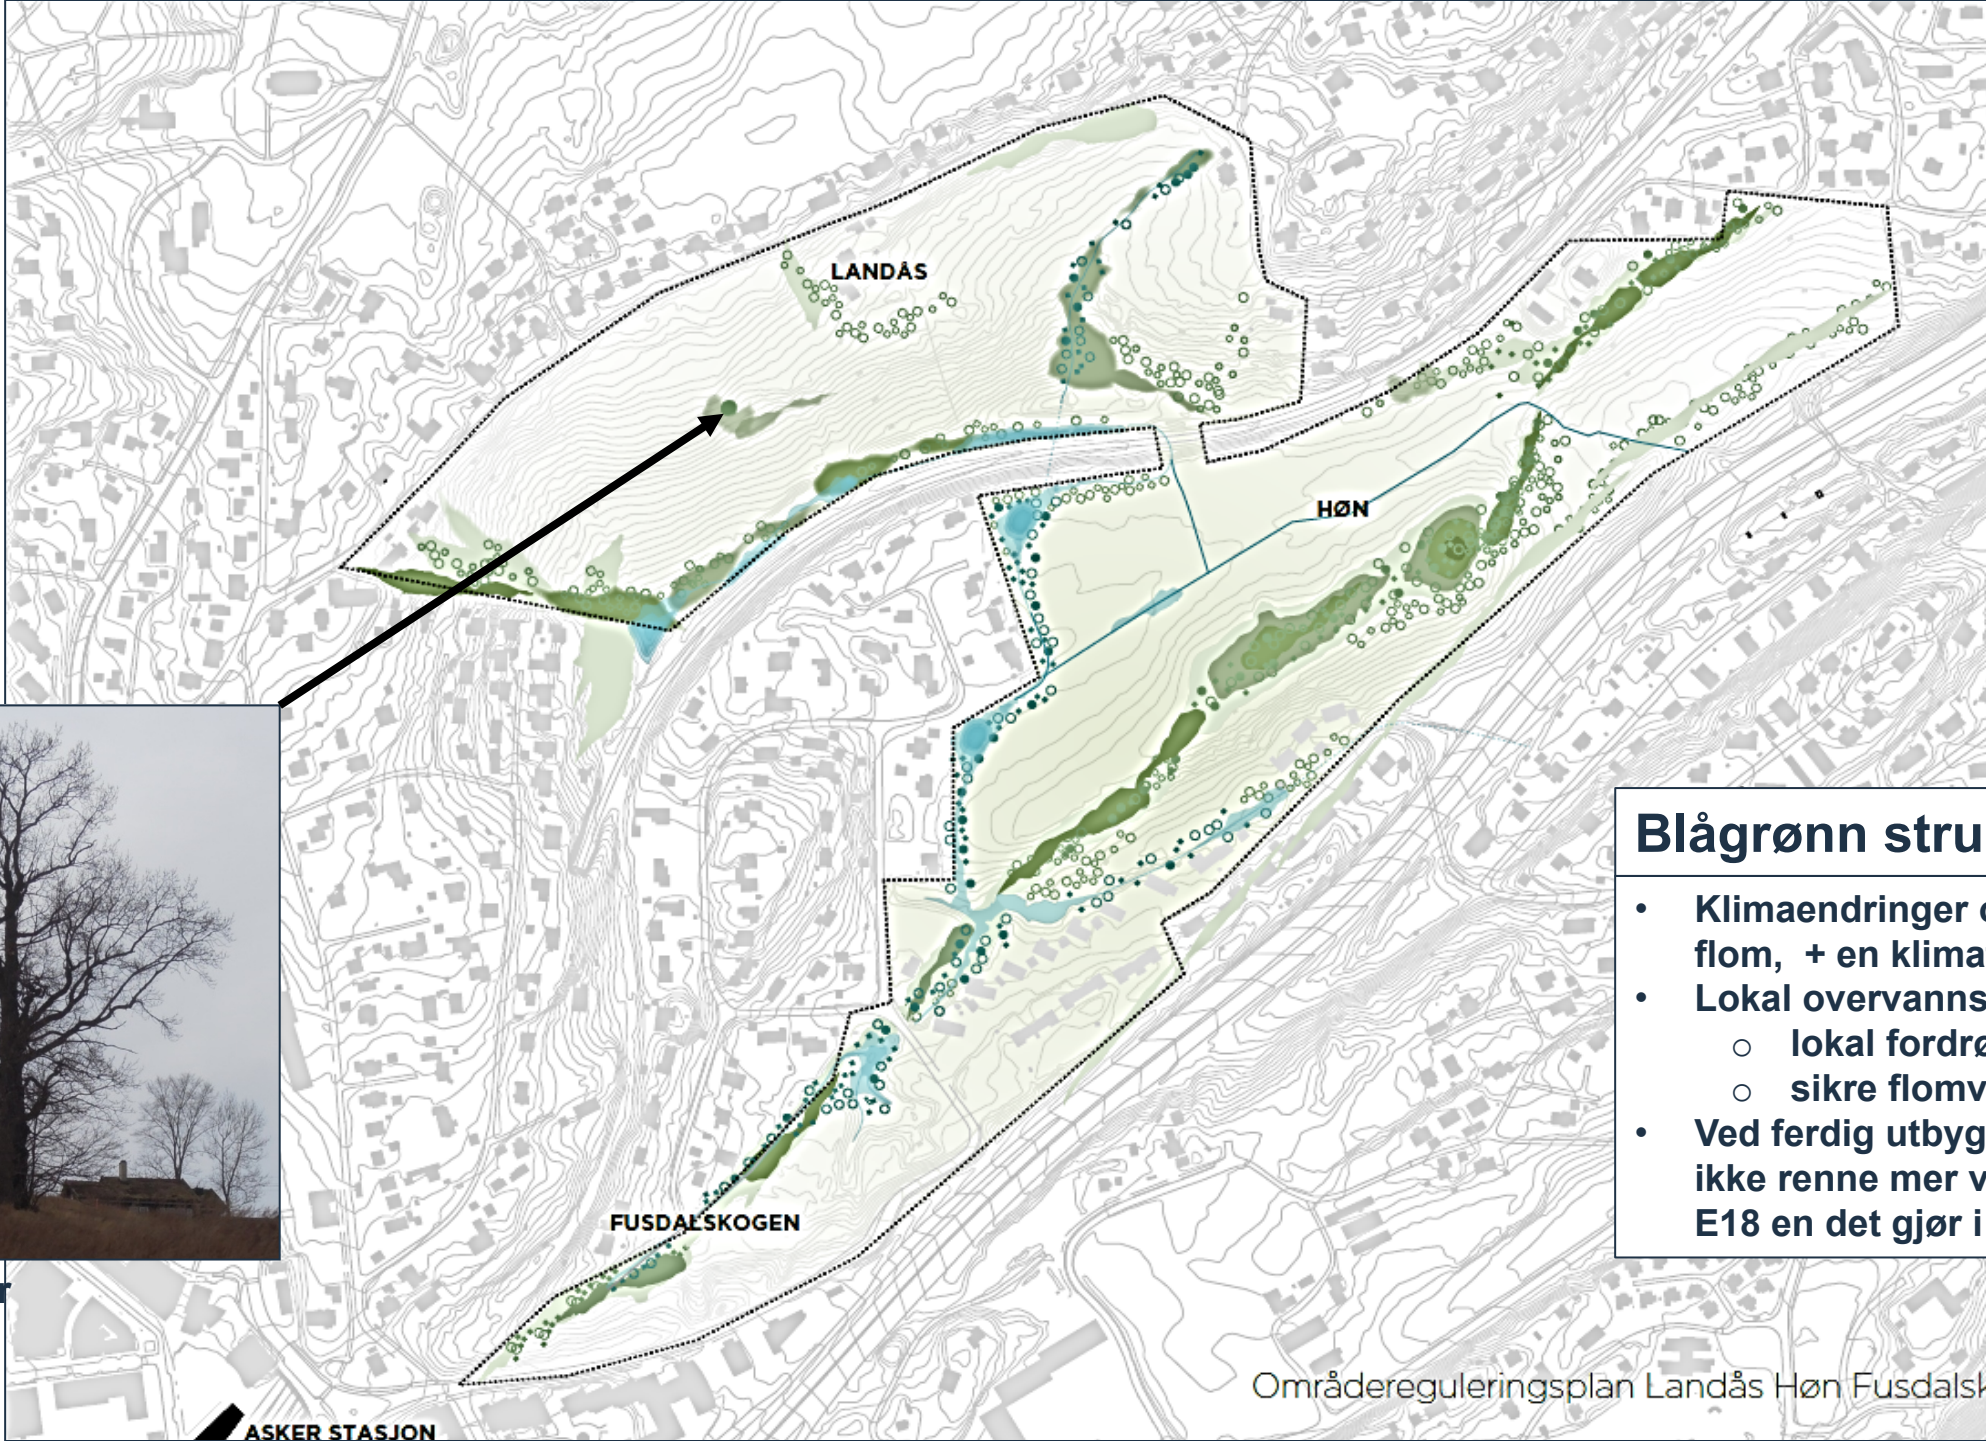 LANDÅS
HØN
Blågrønn stru
• Klimaendringer
flom, + en klima
• Lokal overvanns
○ lokal fordrø
○ sikre flomv
• Ved ferdig utbyg
ikke renne mer v
E18 en det gjør i
FUSDALSKOGEN
r
Områdereguleringsplan Landås Høn Fusdalsk
ASKER STASJON